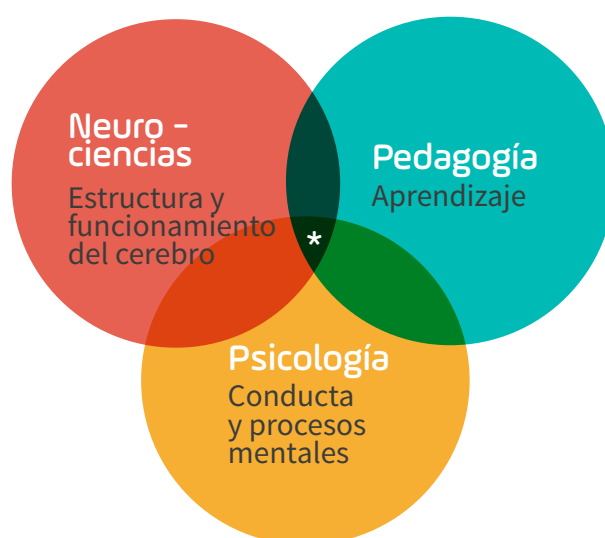 Neuro -
ciencias
Estructura y
funcionamiento
del cerebro
Pedagogía
Aprendizaje
*
Psicología
Conducta
y procesos
mentales